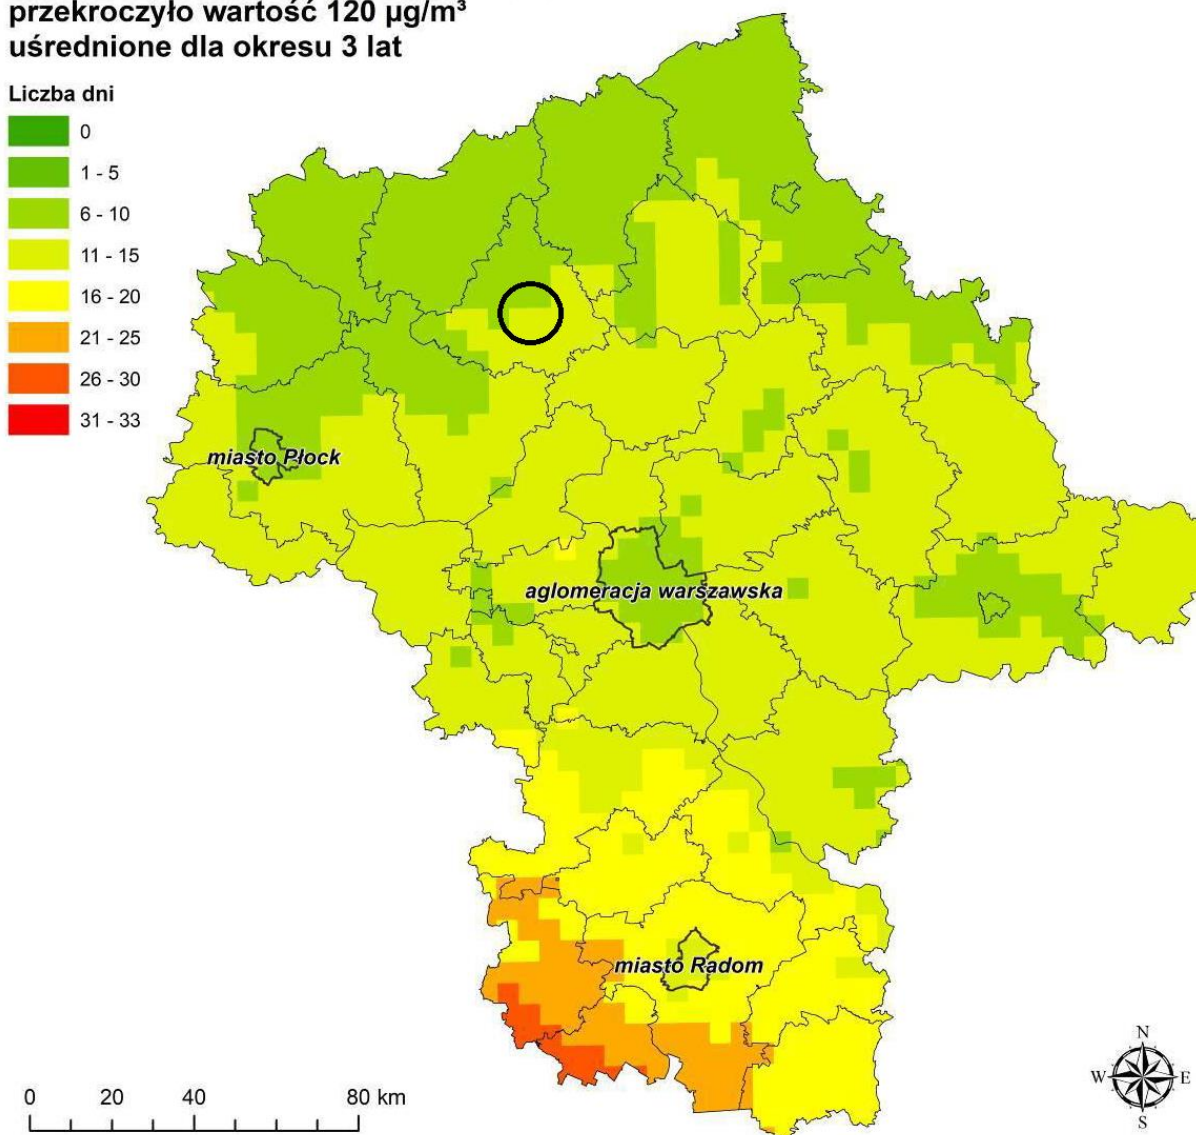 przekroczyło wartość 120 µg/m³
uśrednione dla okresu 3 lat
Liczba dni
0
1 - 5
6 - 10
11 - 15
16 - 20
21 - 25
26 - 30
31 - 33
miasto Płock
aglomeracja warszawska
miasto Radom
0 20 40 80 km
N
W E
S